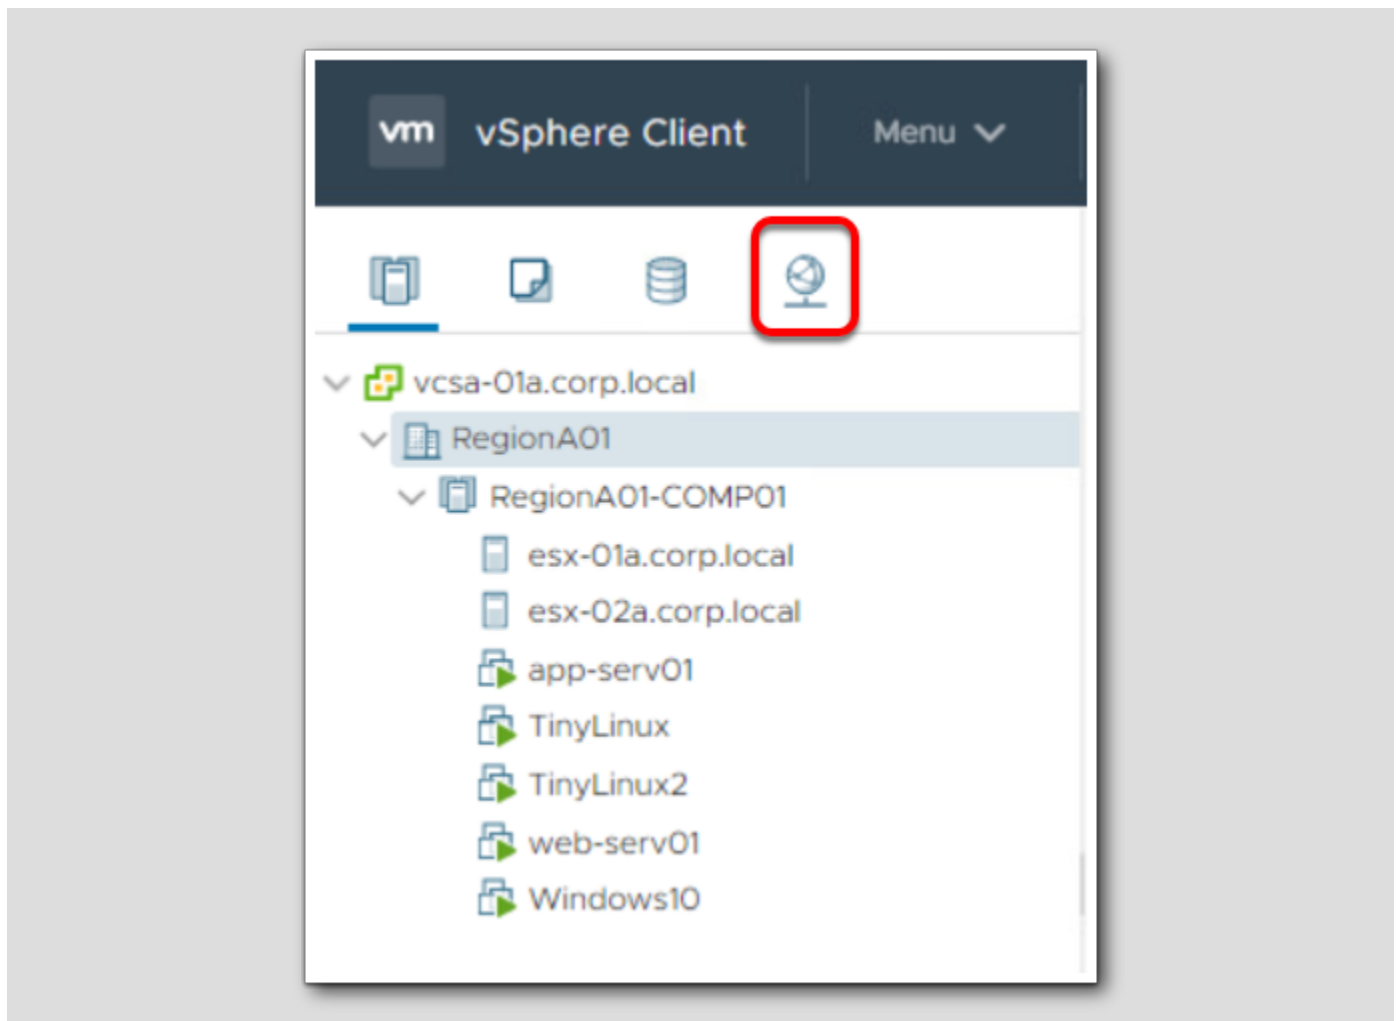 vm vSphere Client Menu
vcsa-01a.corp.local
RegionA01
RegionA01-COMP01
esx-01a.corp.local
esx-02a.corp.local
app-serv01
TinyLinux
TinyLinux2
web-serv01
Windows10